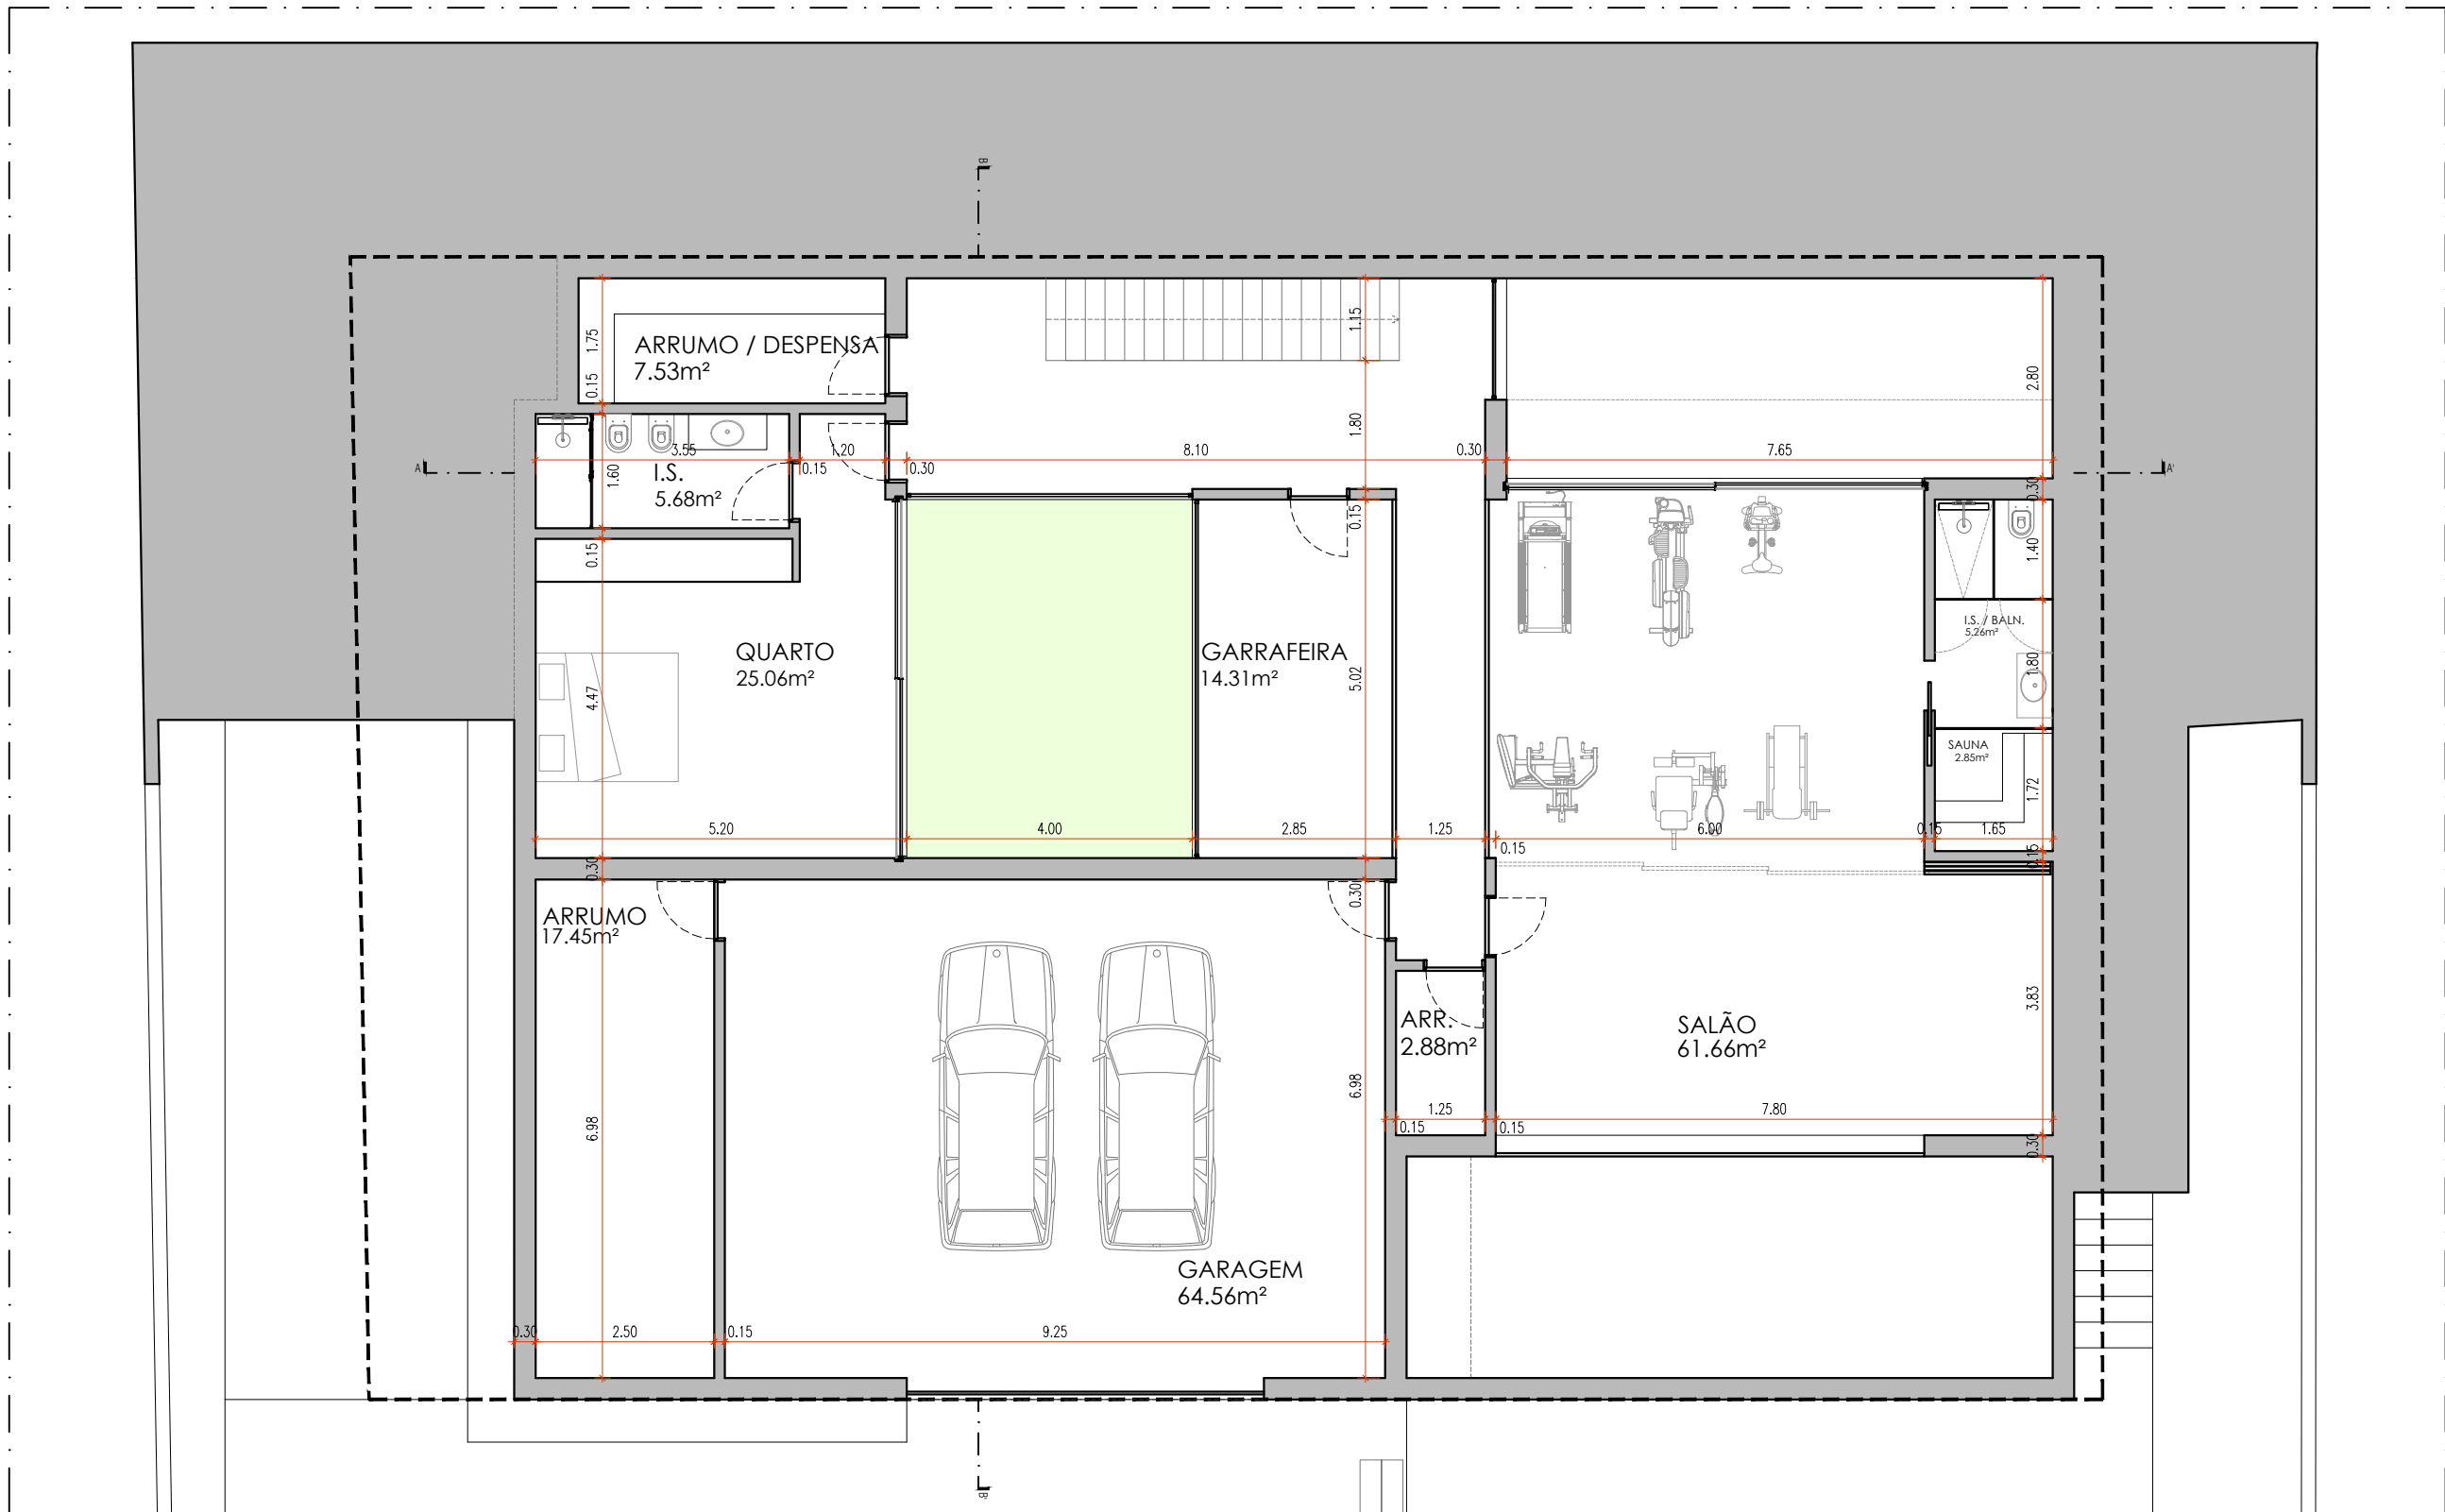 B
1.15
1.75
ARRUMO / DESPENSA
7.53m²
2.80
0.15
1.80
3.55
1.20
8.10
0.30
7.65
A
A'
0.15
0.30
1.60
I.S.
5.68m²
0.30
0.15
1.40
0.15
I.S. / BALN.
5.26m²
QUARTO
25.06m²
GARRAFEIRA
14.31m²
5.02
1.80
4.47
SAUNA
2.85m²
1.72
5.20
4.00
2.85
1.25
6.00
0.15
1.65
0.15
0.15
0.30
0.30
ARRUMO
17.45m²
3.83
ARR.
2.88m²
SALÃO
61.66m²
6.98
6.98
1.25
7.80
0.15
0.15
0.30
GARAGEM
64.56m²
0.30
2.50
0.15
9.25
B'